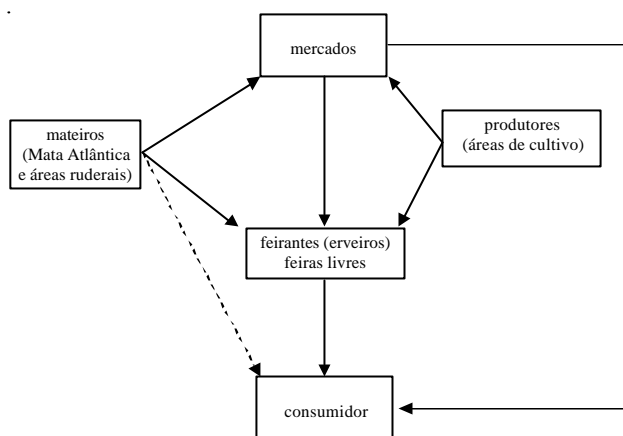 mercados
mateiros
(Mata Atlântica
e áreas ruderais)
produtores
(áreas de cultivo)
feirantes (erveiros)
feiras livres
consumidor